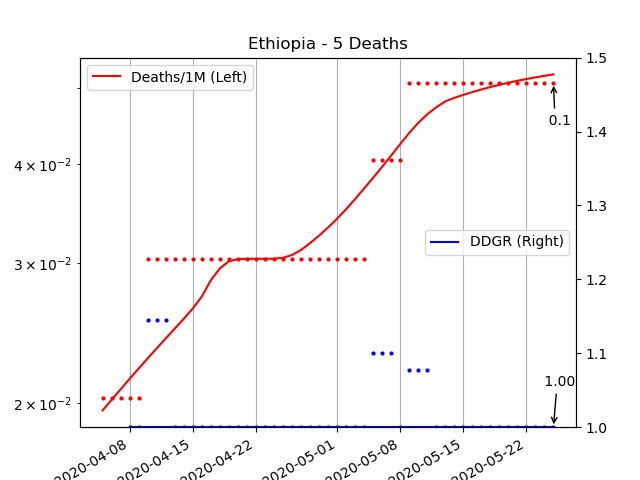 Ethiopia - 5 Deaths
Deaths/1M (Left)
DDGR (Right)
0.1
1.00
4 × 10⁻²
3 × 10⁻²
2 × 10⁻²
1.5
1.4
1.3
1.2
1.1
1.0
2020-04-08
2020-04-15
2020-04-22
2020-05-01
2020-05-08
2020-05-15
2020-05-22